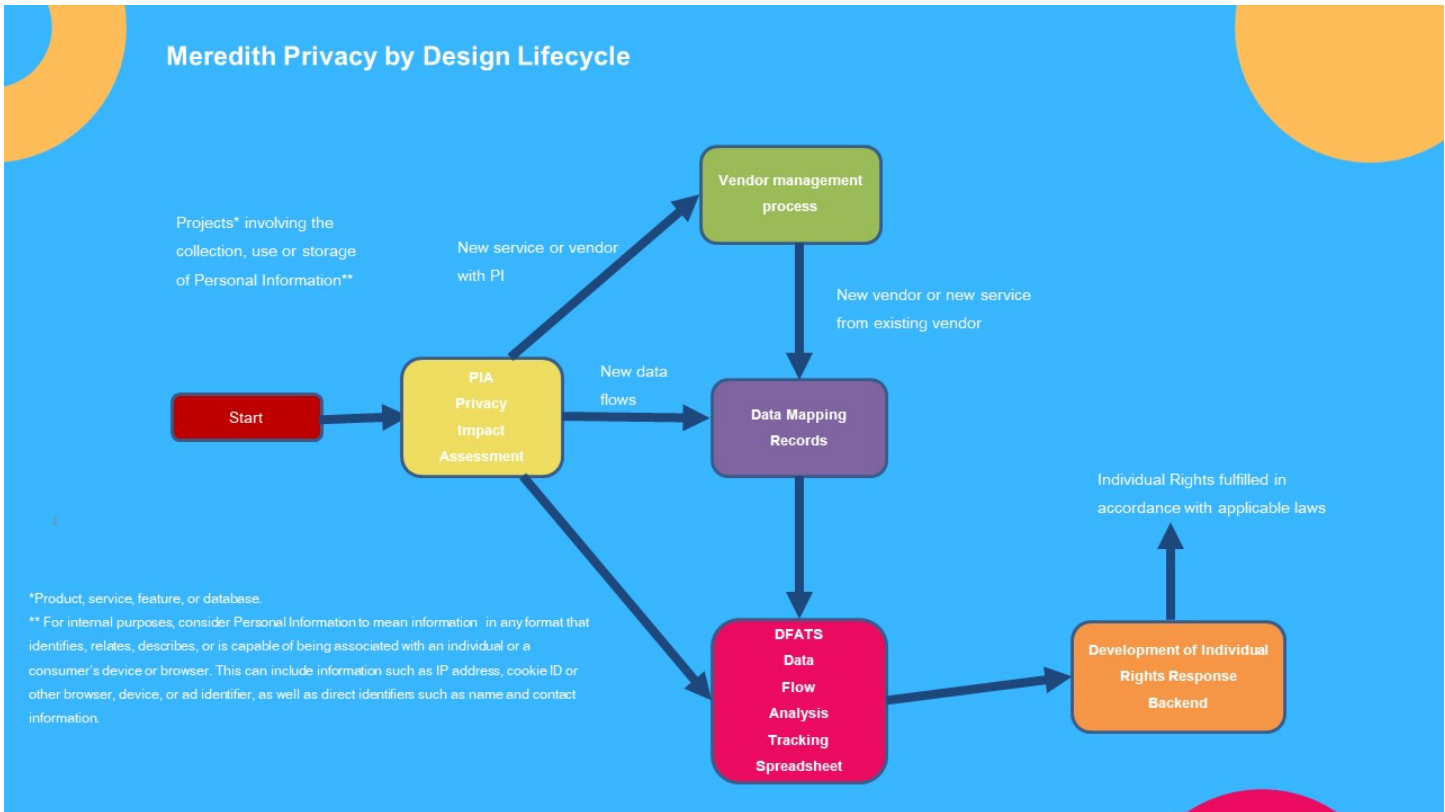 Meredith Privacy by Design Lifecycle
Vendor management
process
Projects* involving the
collection, use or storage
of Personal Information**
New service or vendor
with PI
New vendor or new service
from existing vendor
Start
PIA
Privacy
Impact
Assessment
New data
flows
Data Mapping
Records
Individual Rights fulfilled in
accordance with applicable laws
1
*Product, service, feature, or database.
** For internal purposes, consider Personal Information to mean information in any format that
identifies, relates, describes, or is capable of being associated with an individual or a
consumer's device or browser. This can include information such as IP address, cookie ID or
other browser, device, or ad identifier, as well as direct identifiers such as name and contact
information.
DFATS
Data
Flow
Analysis
Tracking
Spreadsheet
Development of Individual
Rights Response
Backend